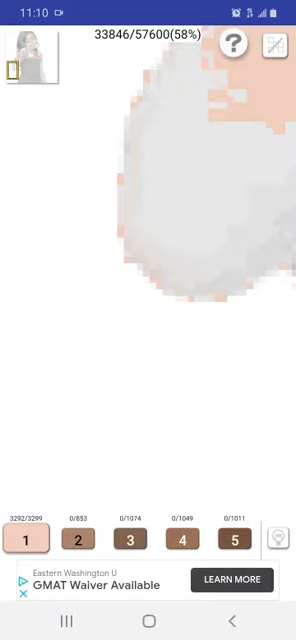 11:10
33846/57600(58%)
?
3292/3299 0/853 0/1074 0/1049 0/1011
1 2 3 4 5
Eastern Washington U
GMAT Waiver Available
LEARN MORE